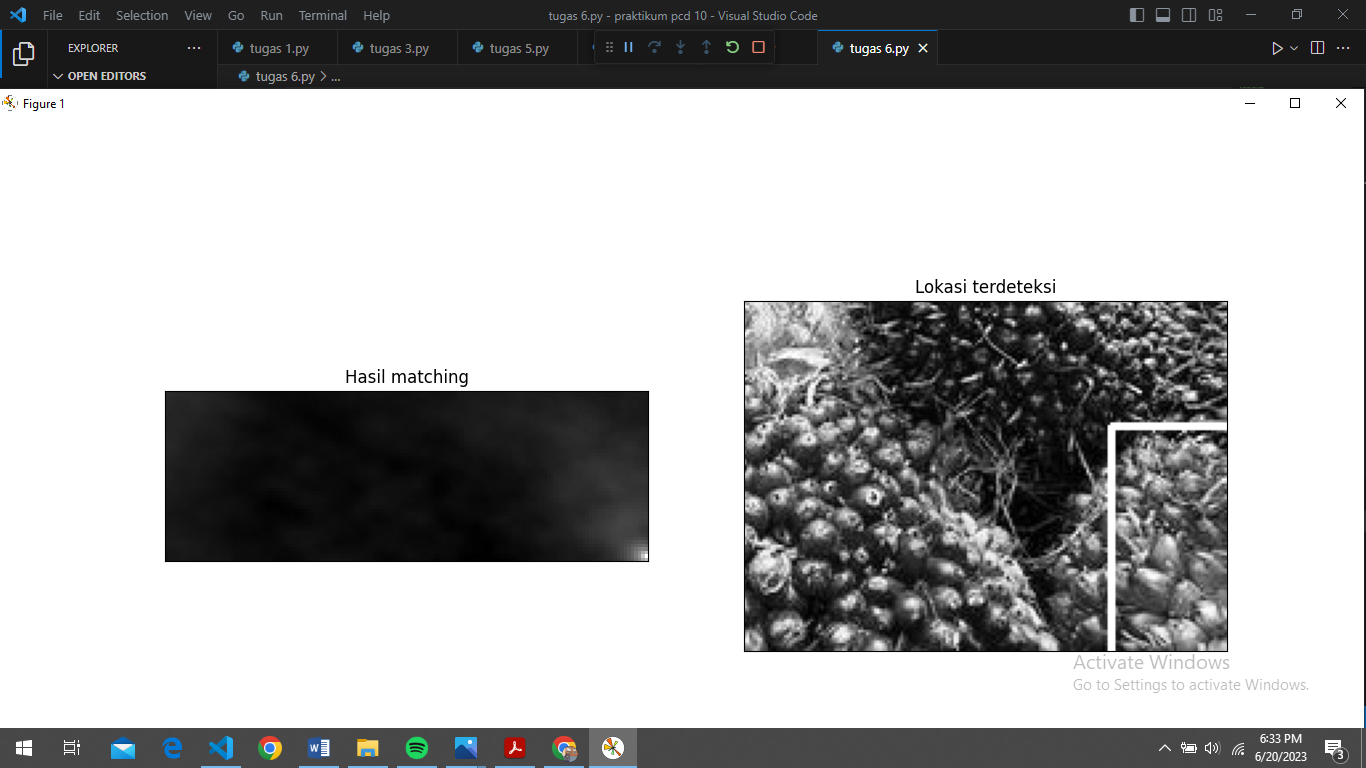 File Edit Selection View Go Run Terminal Help
tugas 6.py - praktikum pcd 10 - Visual Studio Code
EXPLORER
tugas 1.py
tugas 3.py
tugas 5.py
tugas 6.py
OPEN EDITORS
tugas 6.py > ...
Figure 1
Lokasi terdeteksi
Hasil matching
Activate Windows
Go to Settings to activate Windows.
6:33 PM
6/20/2023
3